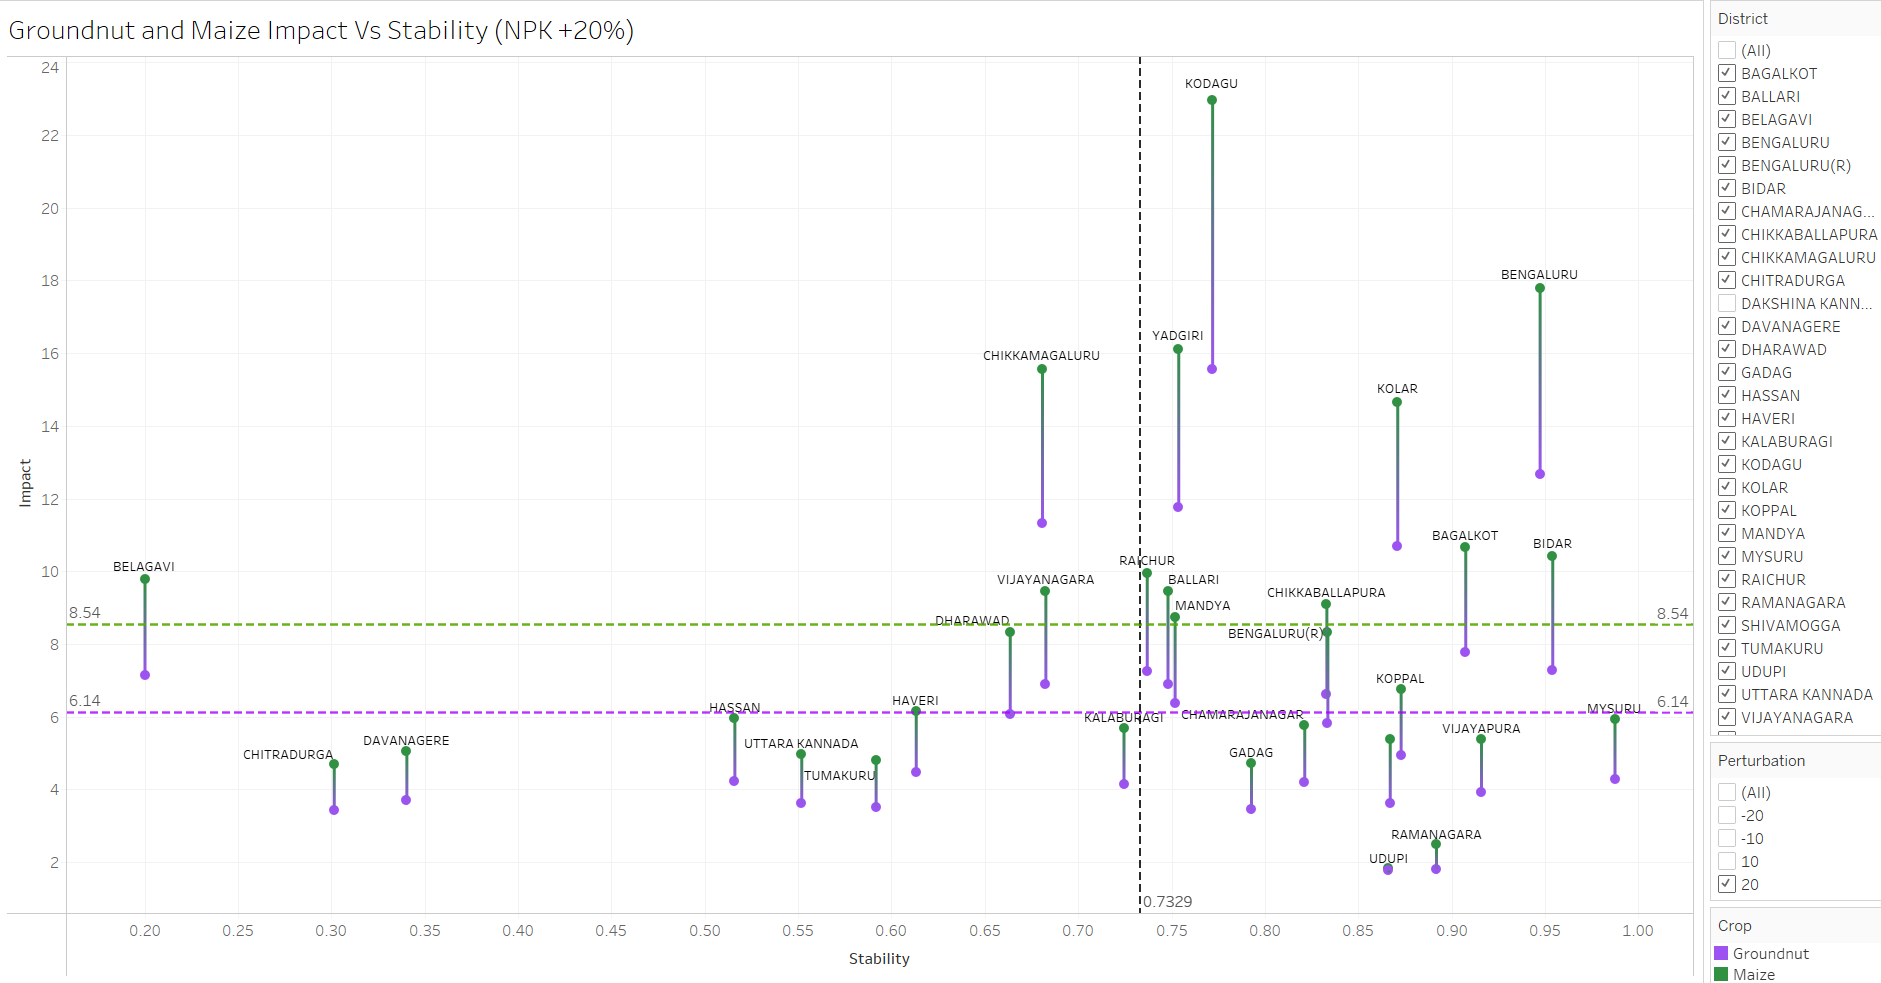 Groundnut and Maize Impact Vs Stability (NPK +20%)
24
22
20
18
16
14
12
10
8
6
4
2
Impact
8.54
6.14
8.54
6.14
KODAGU
BENGALURU
YADGIRI
CHIKKAMAGALURU
KOLAR
BAGALKOT
BIDAR
RAICHUR
BELAGAVI
VIJAYANAGARA
BALLARI
CHIKKABALLAPURA
MANDYA
DHARAWAD
BENGALURU(R)
KOPPAL
HAVERI
HASSAN
MYSURU
CHAMARAJANAGAR
KALABURAGI
VIJAYAPURA
DAVANAGERE
UTTARA KANNADA
GADAG
CHITRADURGA
TUMAKURU
RAMANAGARA
UDUPI
0.7329
0.20
0.25
0.30
0.35
0.40
0.45
0.50
0.55
0.60
0.65
0.70
0.75
0.80
0.85
0.90
0.95
1.00
Stability
District
(All)
BAGALKOT
BALLARI
BELAGAVI
BENGALURU
BENGALURU(R)
BIDAR
CHAMARAJANAG...
CHIKKABALLAPURA
CHIKKAMAGALURU
CHITRADURGA
DAKSHINA KANN...
DAVANAGERE
DHARAWAD
GADAG
HASSAN
HAVERI
KALABURAGI
KODAGU
KOLAR
KOPPAL
MANDYA
MYSURU
RAICHUR
RAMANAGARA
SHIVAMOGGA
TUMAKURU
UDUPI
UTTARA KANNADA
VIJAYANAGARA
Perturbation
(All)
-20
-10
10
20
Crop
Groundnut
Maize